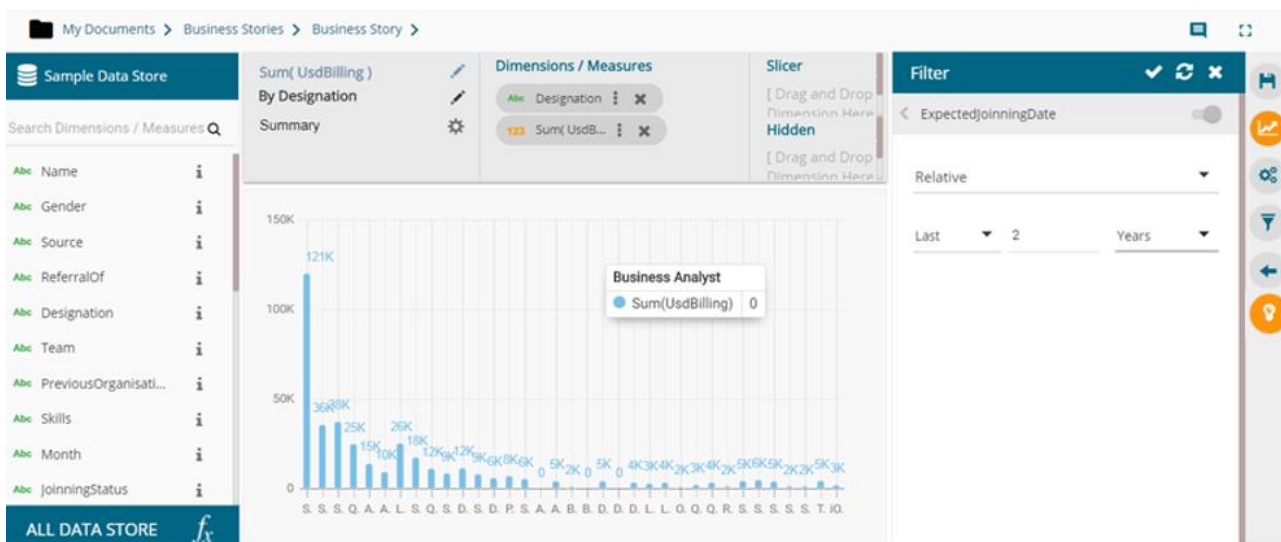 My Documents > Business Stories > Business Story >
Sample Data Store
Search Dimensions / Measures
Abc Name i
Abc Gender i
Abc Source i
Abc ReferralOf i
Abc Designation i
Abc Team i
Abc PreviousOrganisati... i
Abc Skills i
Abc Month i
Abc JoinningStatus i
ALL DATA STORE fx
Sum( UsdBilling )
By Designation
Summary
Dimensions / Measures
Abc Designation
123 Sum( UsdB...
Slicer
[ Drag and Drop
Dimension Here
Hidden
[ Drag and Drop
Dimension Here
150K
100K
50K
0
121K
36K 38K 25K 15K 10K 26K 18K 12K 9K 12K 9K 6K 8K 6K 0 5K 2K 0 5K 0 4K 3K 4K 2K 3K 4K 2K 5K 6K 5K 2K 2K 5K 3K
S. S. S. Q. A. A. L. S. Q. S. D. S. D. P. S. A. A. B. B. D. D. D. L. L. O. Q. Q. R. S. S. S. S. S. T. iO.
Business Analyst
Sum(UsdBilling) 0
Filter
< ExpectedJoinningDate
Relative
Last 2 Years